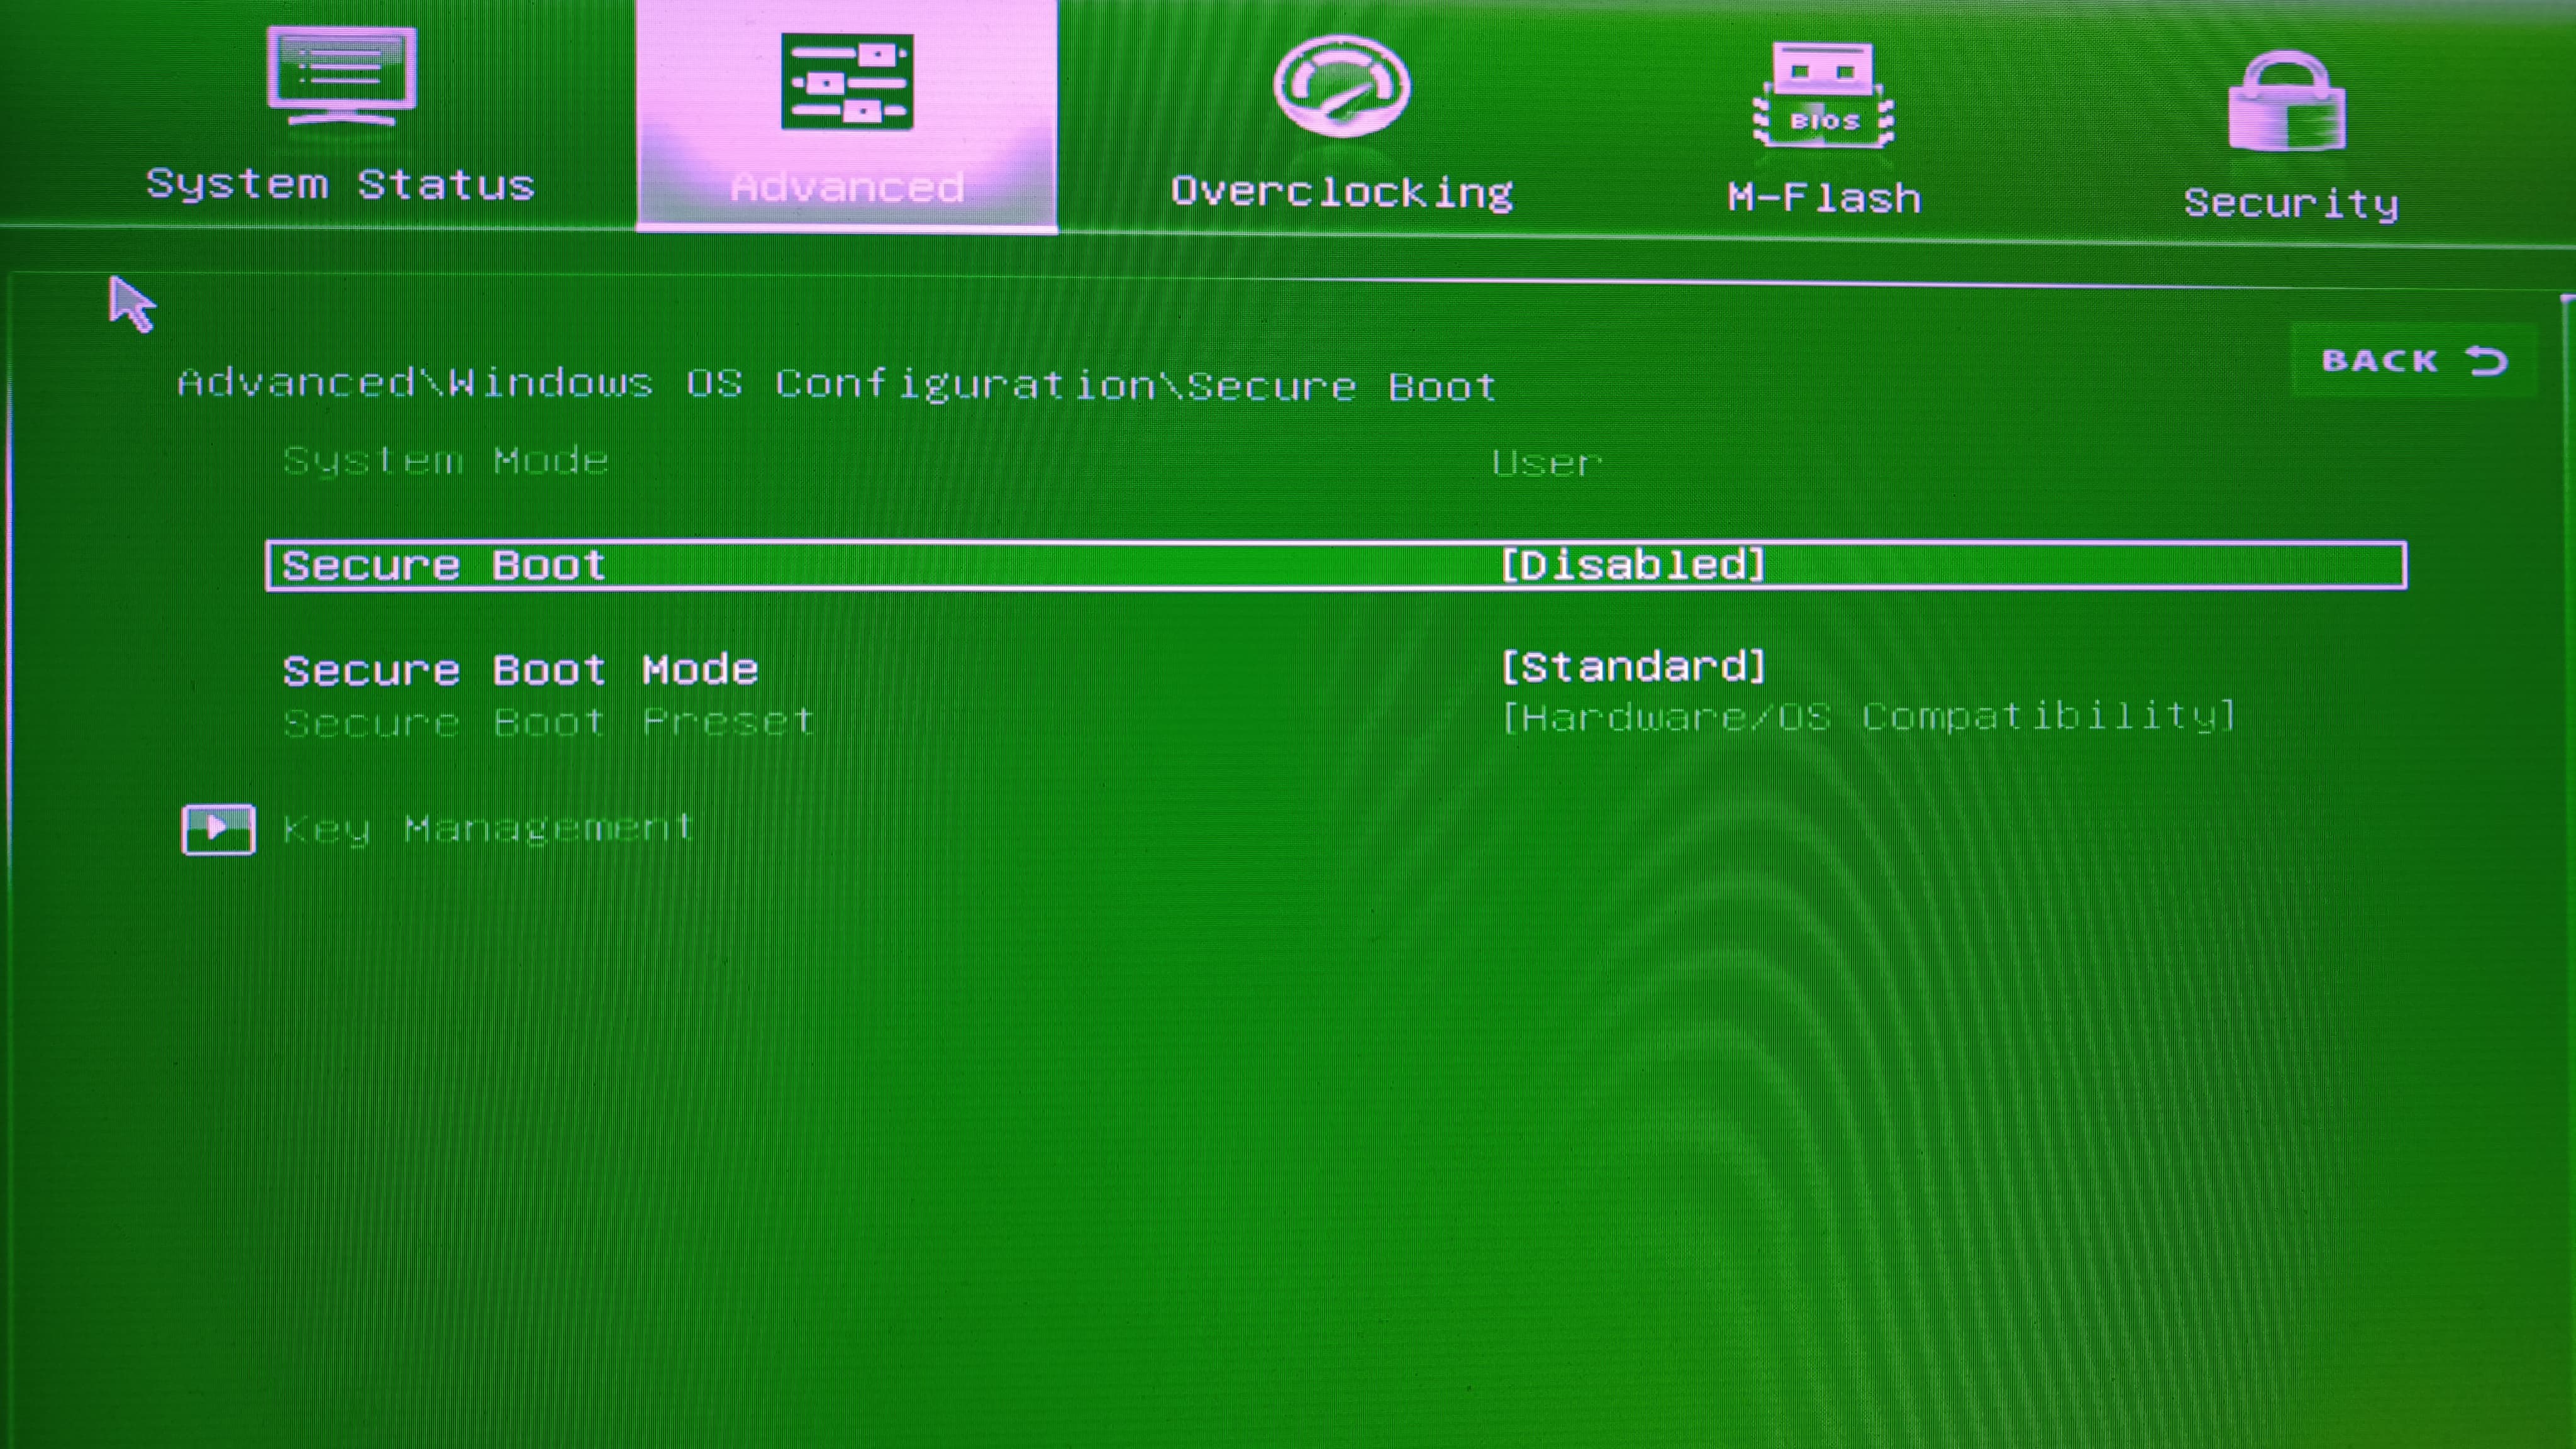 System Status
Advanced
Overclocking
BIOS
M-Flash
Security
BACK
Advanced\Windows OS Configuration\Secure Boot
System Mode User
Secure Boot [Disabled]
Secure Boot Mode [Standard]
Secure Boot Preset [Hardware/OS Compatibility]
Key Management